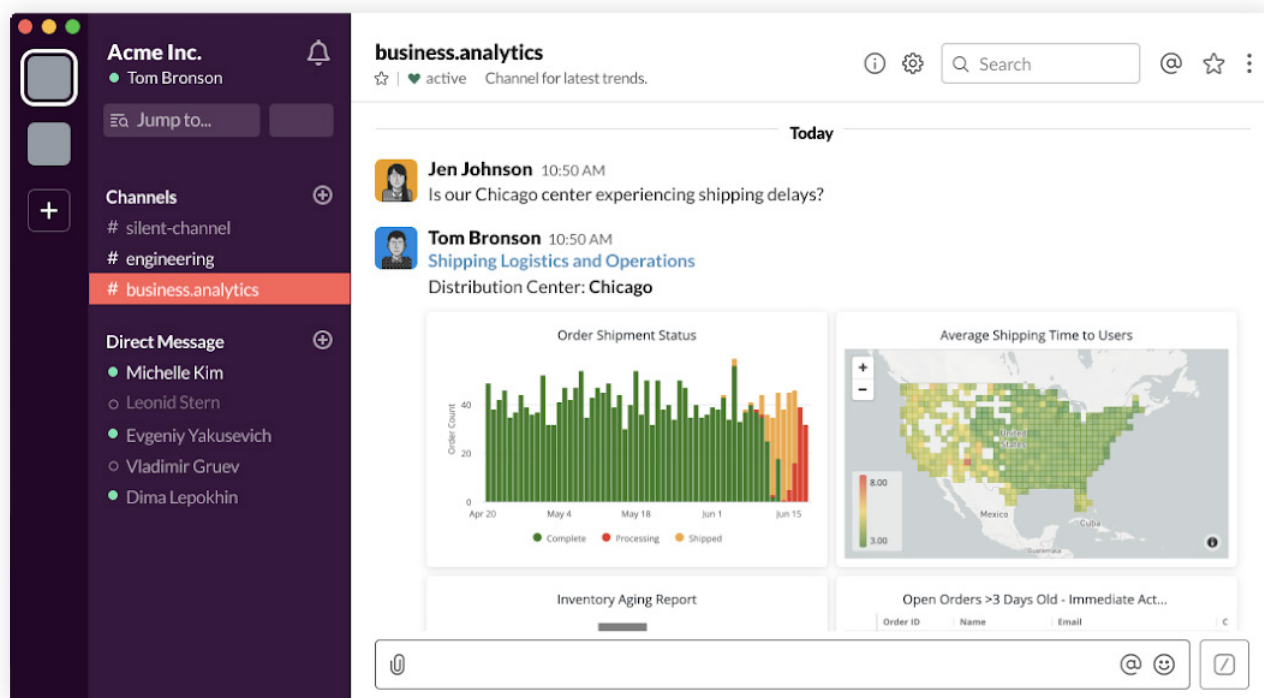 Acme Inc.
Tom Bronson
Jump to...
Channels
# silent-channel
# engineering
# business.analytics
Direct Message
Michelle Kim
Leonid Stern
Evgeniy Yakusevich
Vladimir Gruev
Dima Lepokhin
business.analytics
active Channel for latest trends.
Search
Today
Jen Johnson 10:50 AM
Is our Chicago center experiencing shipping delays?
Tom Bronson 10:50 AM
Shipping Logistics and Operations
Distribution Center: Chicago
Order Shipment Status
Order Count
40
20
0
Apr 20 May 4 May 18 Jun 1 Jun 15
Complete Processing Shipped
Average Shipping Time to Users
+
−
United
States
Mexico
Cuba
Guatemala
8.00
3.00
Inventory Aging Report
Open Orders >3 Days Old - Immediate Act...
Order ID Name Email C